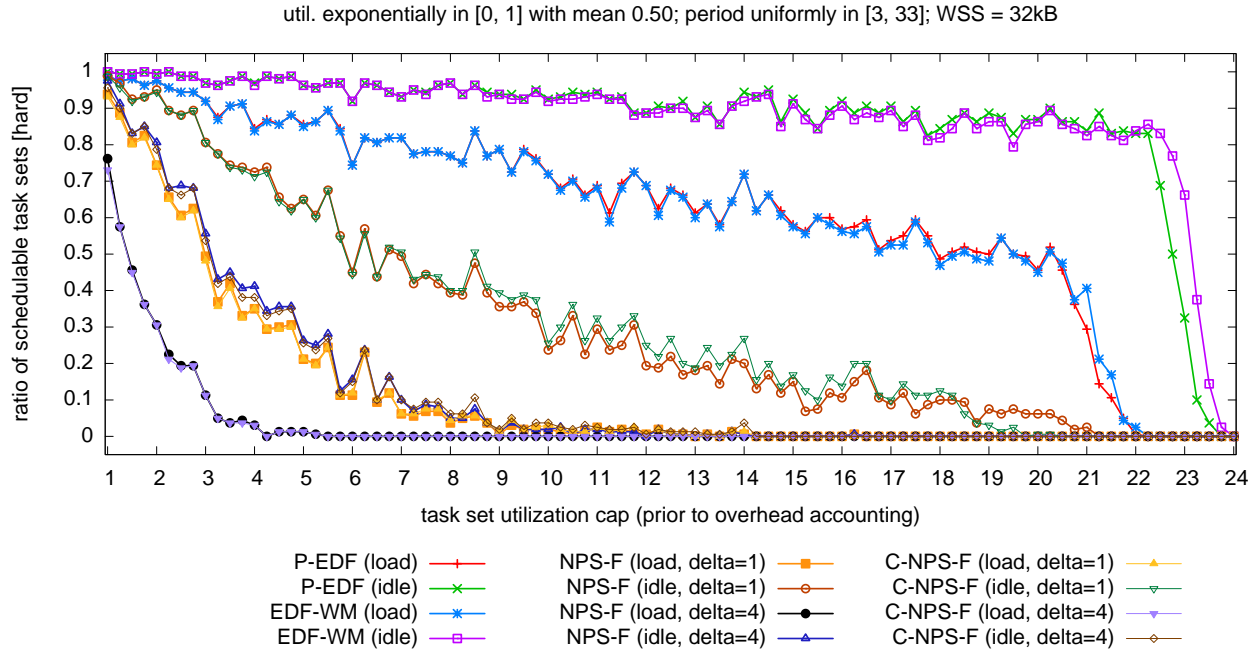 util. exponentially in [0, 1] with mean 0.50; period uniformly in [3, 33]; WSS = 32kB
ratio of schedulable task sets [hard]
1
0.9
0.8
0.7
0.6
0.5
0.4
0.3
0.2
0.1
0
1 2 3 4 5 6 7 8 9 10 11 12 13 14 15 16 17 18 19 20 21 22 23 24
task set utilization cap (prior to overhead accounting)
P-EDF (load) NPS-F (load, delta=1) C-NPS-F (load, delta=1)
P-EDF (idle) NPS-F (idle, delta=1) C-NPS-F (idle, delta=1)
EDF-WM (load) NPS-F (load, delta=4) C-NPS-F (load, delta=4)
EDF-WM (idle) NPS-F (idle, delta=4) C-NPS-F (idle, delta=4)